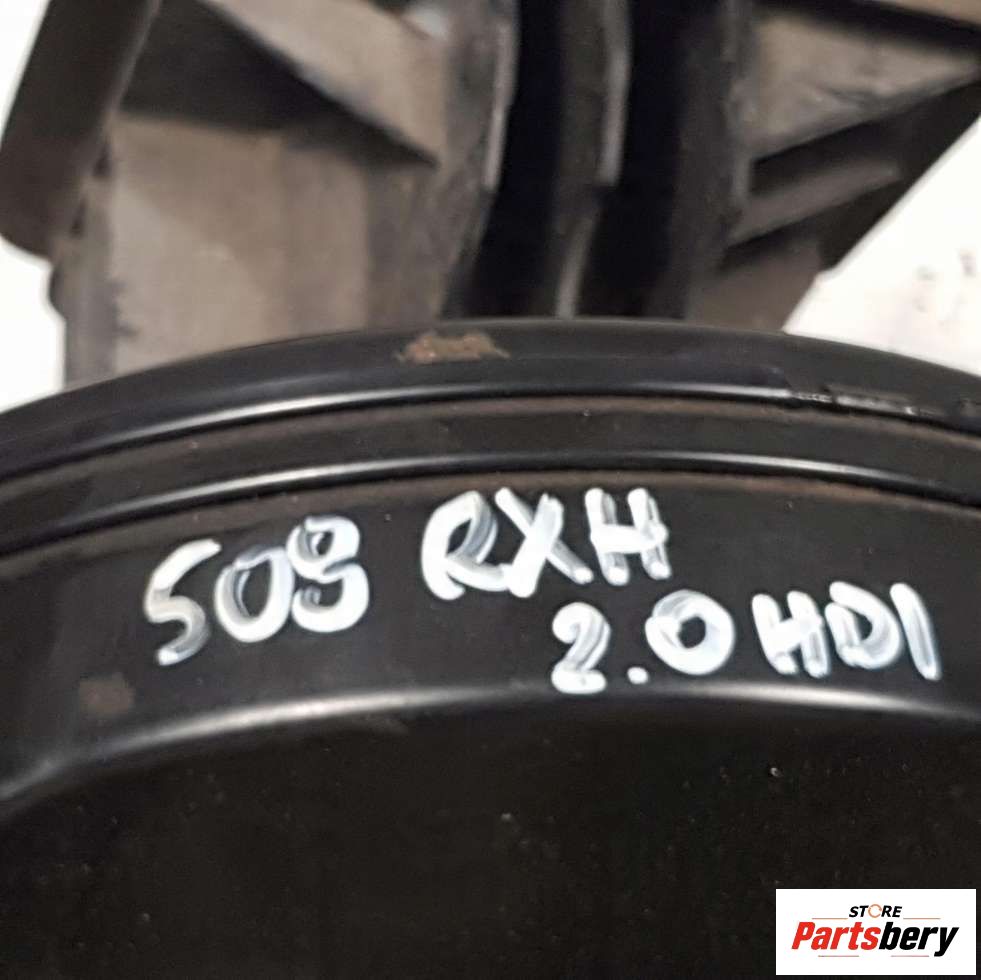 508 RXH
2.0 HDI
STORE
Partsbery